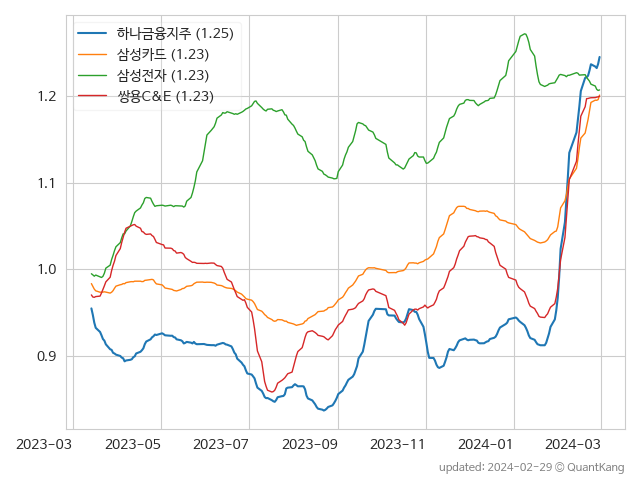 하나금융지주 (1.25)
삼성카드 (1.23)
삼성전자 (1.23)
쌍용C&E (1.23)
1.2
1.1
1.0
0.9
2023-03 2023-05 2023-07 2023-09 2023-11 2024-01 2024-03
updated: 2024-02-29 © QuantKang